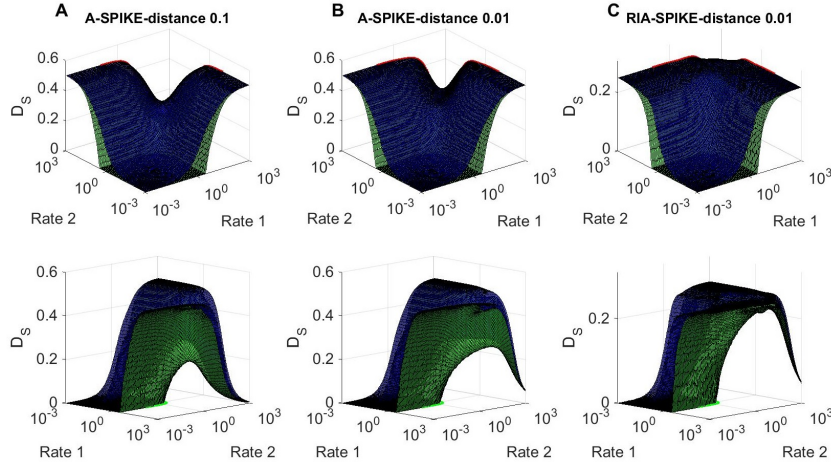 A B C
A-SPIKE-distance 0.1 A-SPIKE-distance 0.01 RIA-SPIKE-distance 0.01
D_S 0.6 0.4 0.2 0 D_S 0.6 0.4 0.2 0 D_S 0.2 0
10^3 10^0 10^-3 10^-3 10^0 10^3 10^3 10^0 10^-3 10^-3 10^0 10^3 10^3 10^0 10^-3 10^-3 10^0 10^3
Rate 2 Rate 1 Rate 2 Rate 1 Rate 2 Rate 1
D_S 0.6 0.4 0.2 0 D_S 0.6 0.4 0.2 0 D_S 0.2 0
10^-3 10^0 10^3 10^-3 10^0 10^3 10^-3 10^0 10^3 10^-3 10^0 10^3 10^-3 10^0 10^3 10^-3 10^0 10^3
Rate 1 Rate 2 Rate 1 Rate 2 Rate 1 Rate 2